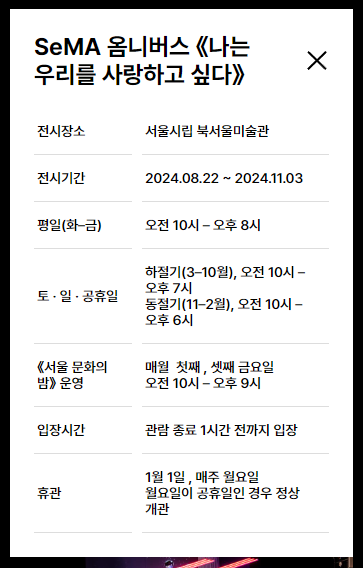 SeMA 옴니버스 《나는
우리를 사랑하고 싶다》
전시장소
서울시립 북서울미술관
전시기간
2024.08.22 ~ 2024.11.03
평일(화–금)
오전 10시 – 오후 8시
토 · 일 · 공휴일
하절기(3–10월), 오전 10시 –
오후 7시
동절기(11–2월), 오전 10시 –
오후 6시
《서울 문화의
밤》 운영
매월  첫째 , 셋째 금요일
오전 10시 – 오후 9시
입장시간
관람 종료 1시간 전까지 입장
휴관
1월 1일 , 매주 월요일
월요일이 공휴일인 경우 정상
개관